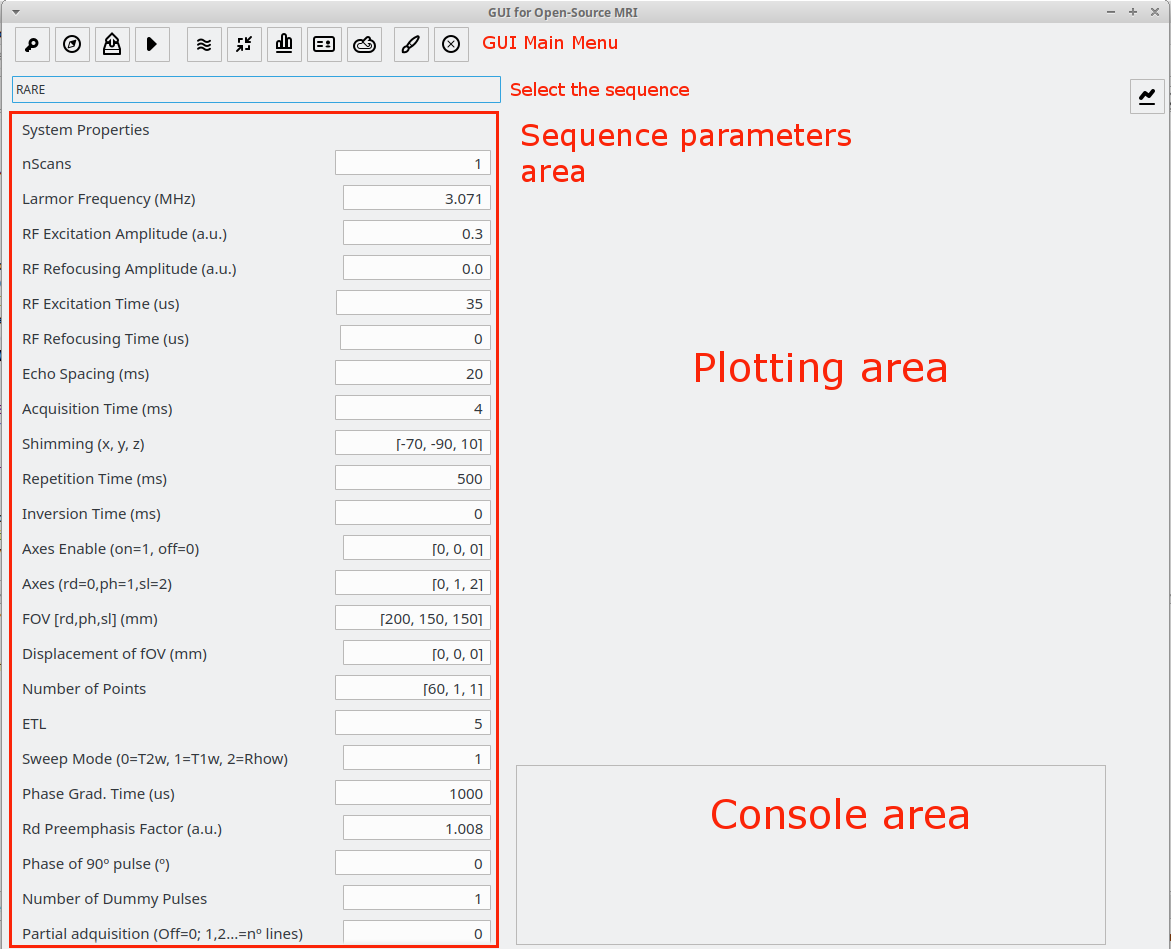 GUI for Open-Source MRI
GUI Main Menu
RARE
Select the sequence
System Properties
Sequence parameters
area
nScans 1
Larmor Frequency (MHz) 3.071
RF Excitation Amplitude (a.u.) 0.3
RF Refocusing Amplitude (a.u.) 0.0
RF Excitation Time (us) 35
RF Refocusing Time (us) 0
Echo Spacing (ms) 20
Acquisition Time (ms) 4
Shimming (x, y, z) [-70, -90, 10]
Repetition Time (ms) 500
Inversion Time (ms) 0
Axes Enable (on=1, off=0) [0, 0, 0]
Axes (rd=0,ph=1,sl=2) [0, 1, 2]
FOV [rd,ph,sl] (mm) [200, 150, 150]
Displacement of fOV (mm) [0, 0, 0]
Number of Points [60, 1, 1]
ETL 5
Sweep Mode (0=T2w, 1=T1w, 2=Rhow) 1
Phase Grad. Time (us) 1000
Rd Preemphasis Factor (a.u.) 1.008
Phase of 90º pulse (º) 0
Number of Dummy Pulses 1
Partial adquisition (Off=0; 1,2...=nº lines) 0
Plotting area
Console area